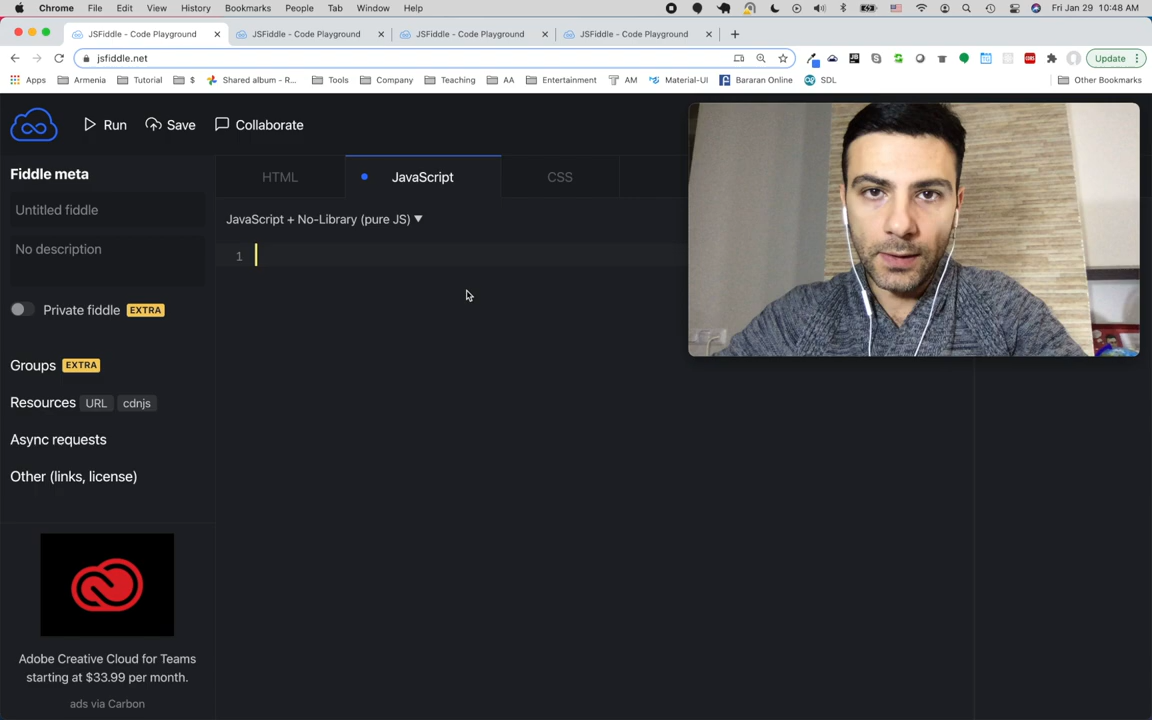 Chrome File Edit View History Bookmarks People Tab Window Help Fri Jan 29 10:48 AM
JSFiddle - Code Playground JSFiddle - Code Playground JSFiddle - Code Playground JSFiddle - Code Playground
jsfiddle.net Update
Apps Armenia Tutorial $ Shared album - R... Tools Company Teaching AA Entertainment AM Material-UI Bararan Online SDL Other Bookmarks
Run Save Collaborate
Fiddle meta
HTML JavaScript CSS
Untitled fiddle
JavaScript + No-Library (pure JS)
No description
1
Private fiddle EXTRA
Groups EXTRA
Resources URL cdnjs
Async requests
Other (links, license)
Adobe Creative Cloud for Teams
starting at $33.99 per month.
ads via Carbon